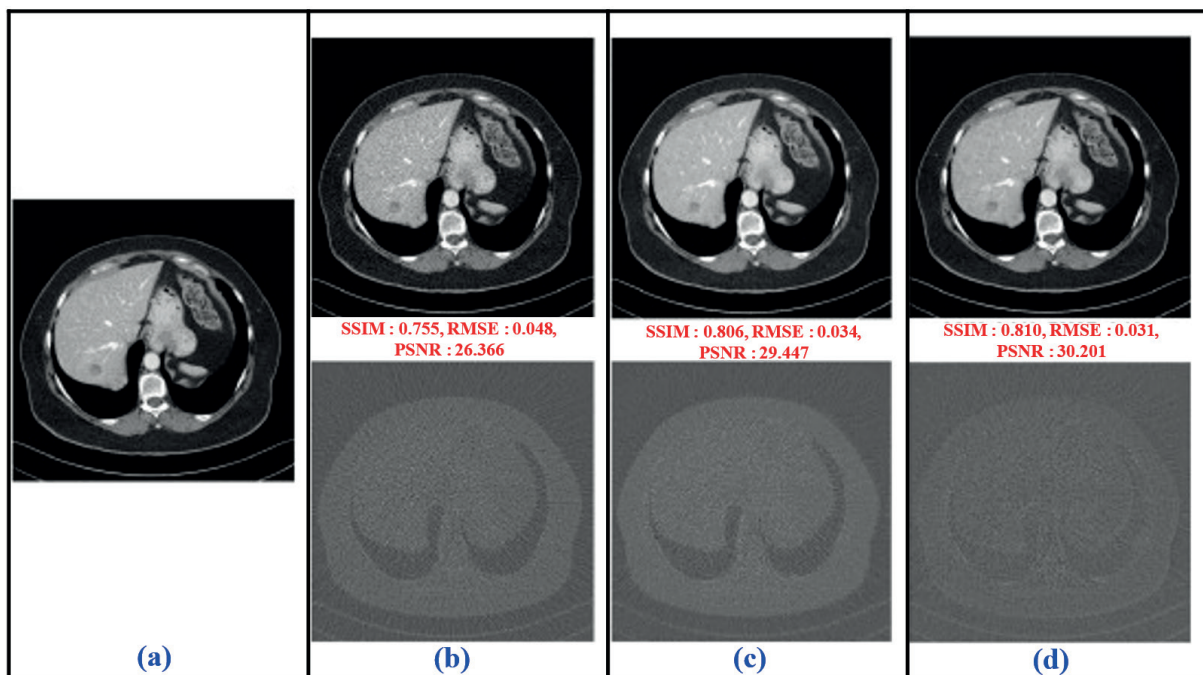 SSIM : 0.755, RMSE : 0.048,
PSNR : 26.366
SSIM : 0.806, RMSE : 0.034,
PSNR : 29.447
SSIM : 0.810, RMSE : 0.031,
PSNR : 30.201
(a)
(b)
(c)
(d)